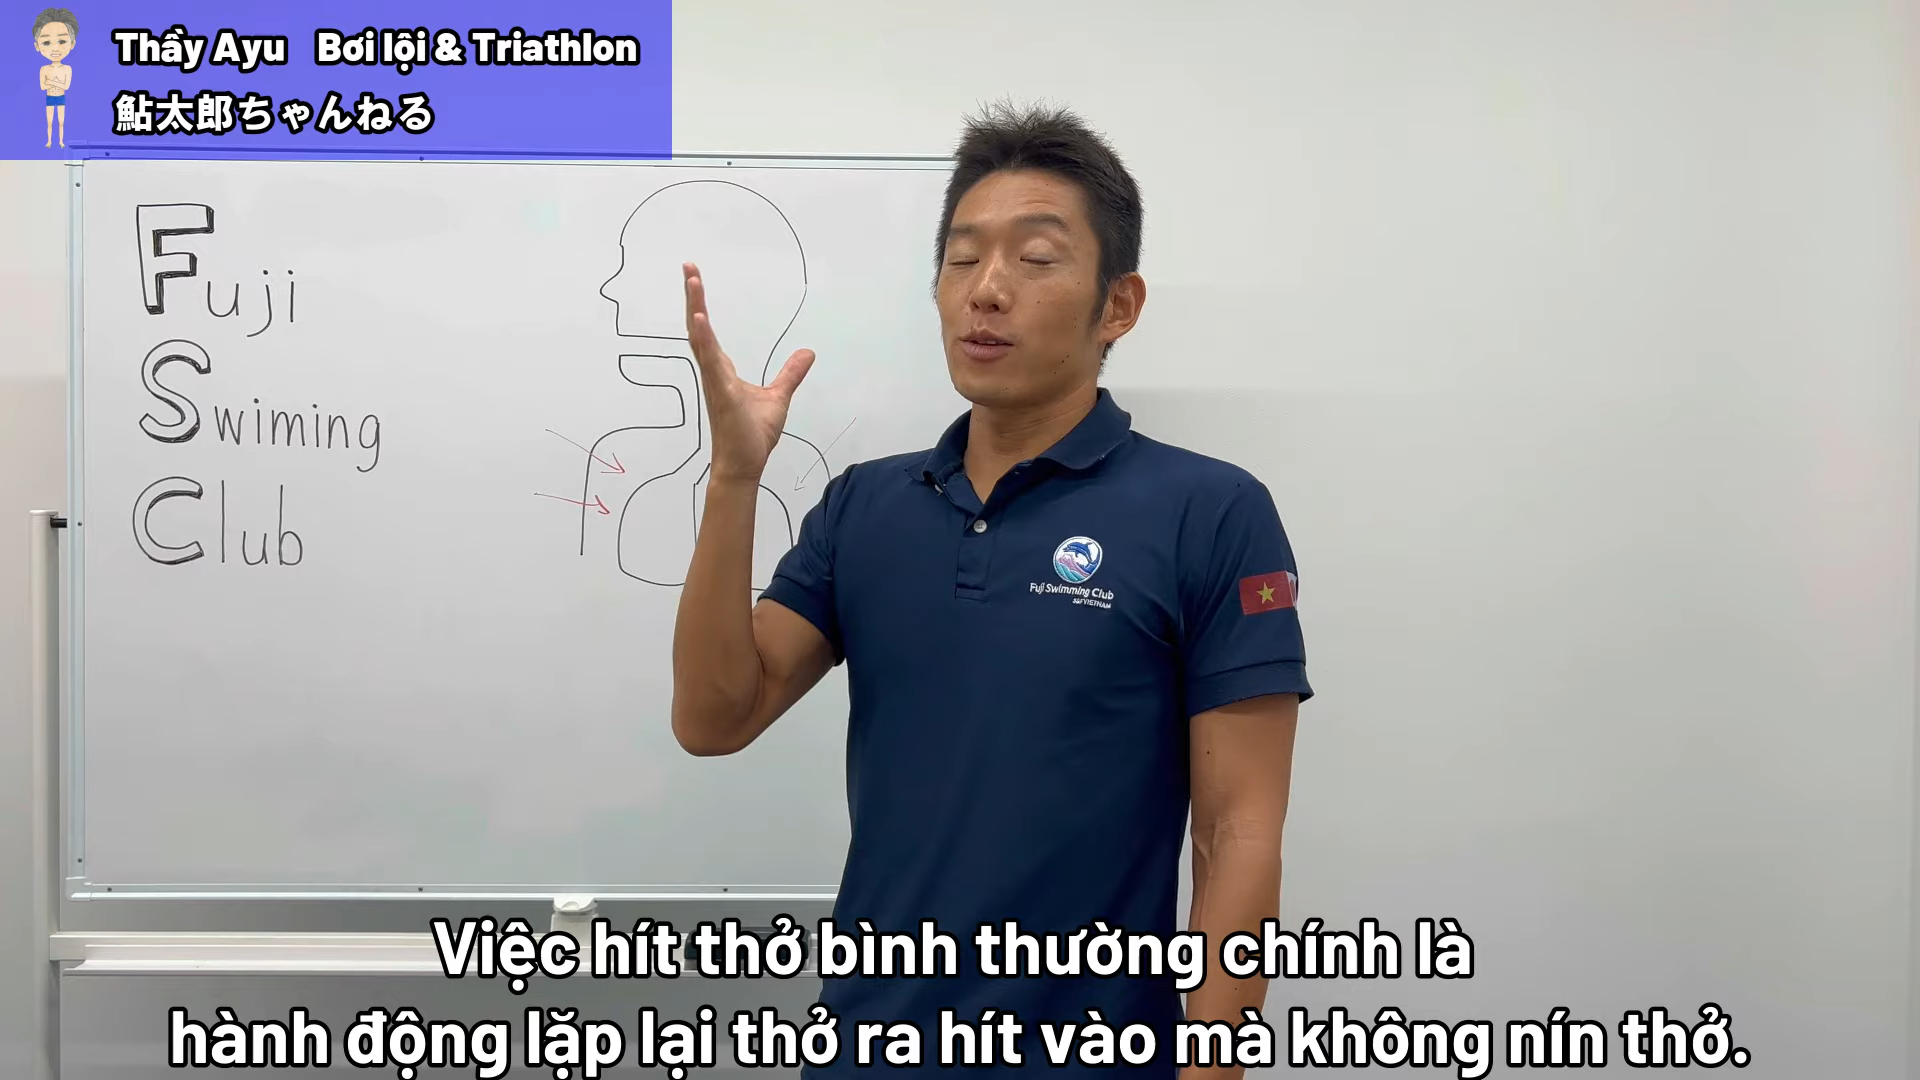 Thầy Ayu Bơi lội & Triathlon
鮎太郎ちゃんねる
Fuji
Swiming
Club
Fuji Swimming Club
Việc hít thở bình thường chính là
hành động lặp lại thở ra hít vào mà không nín thở.